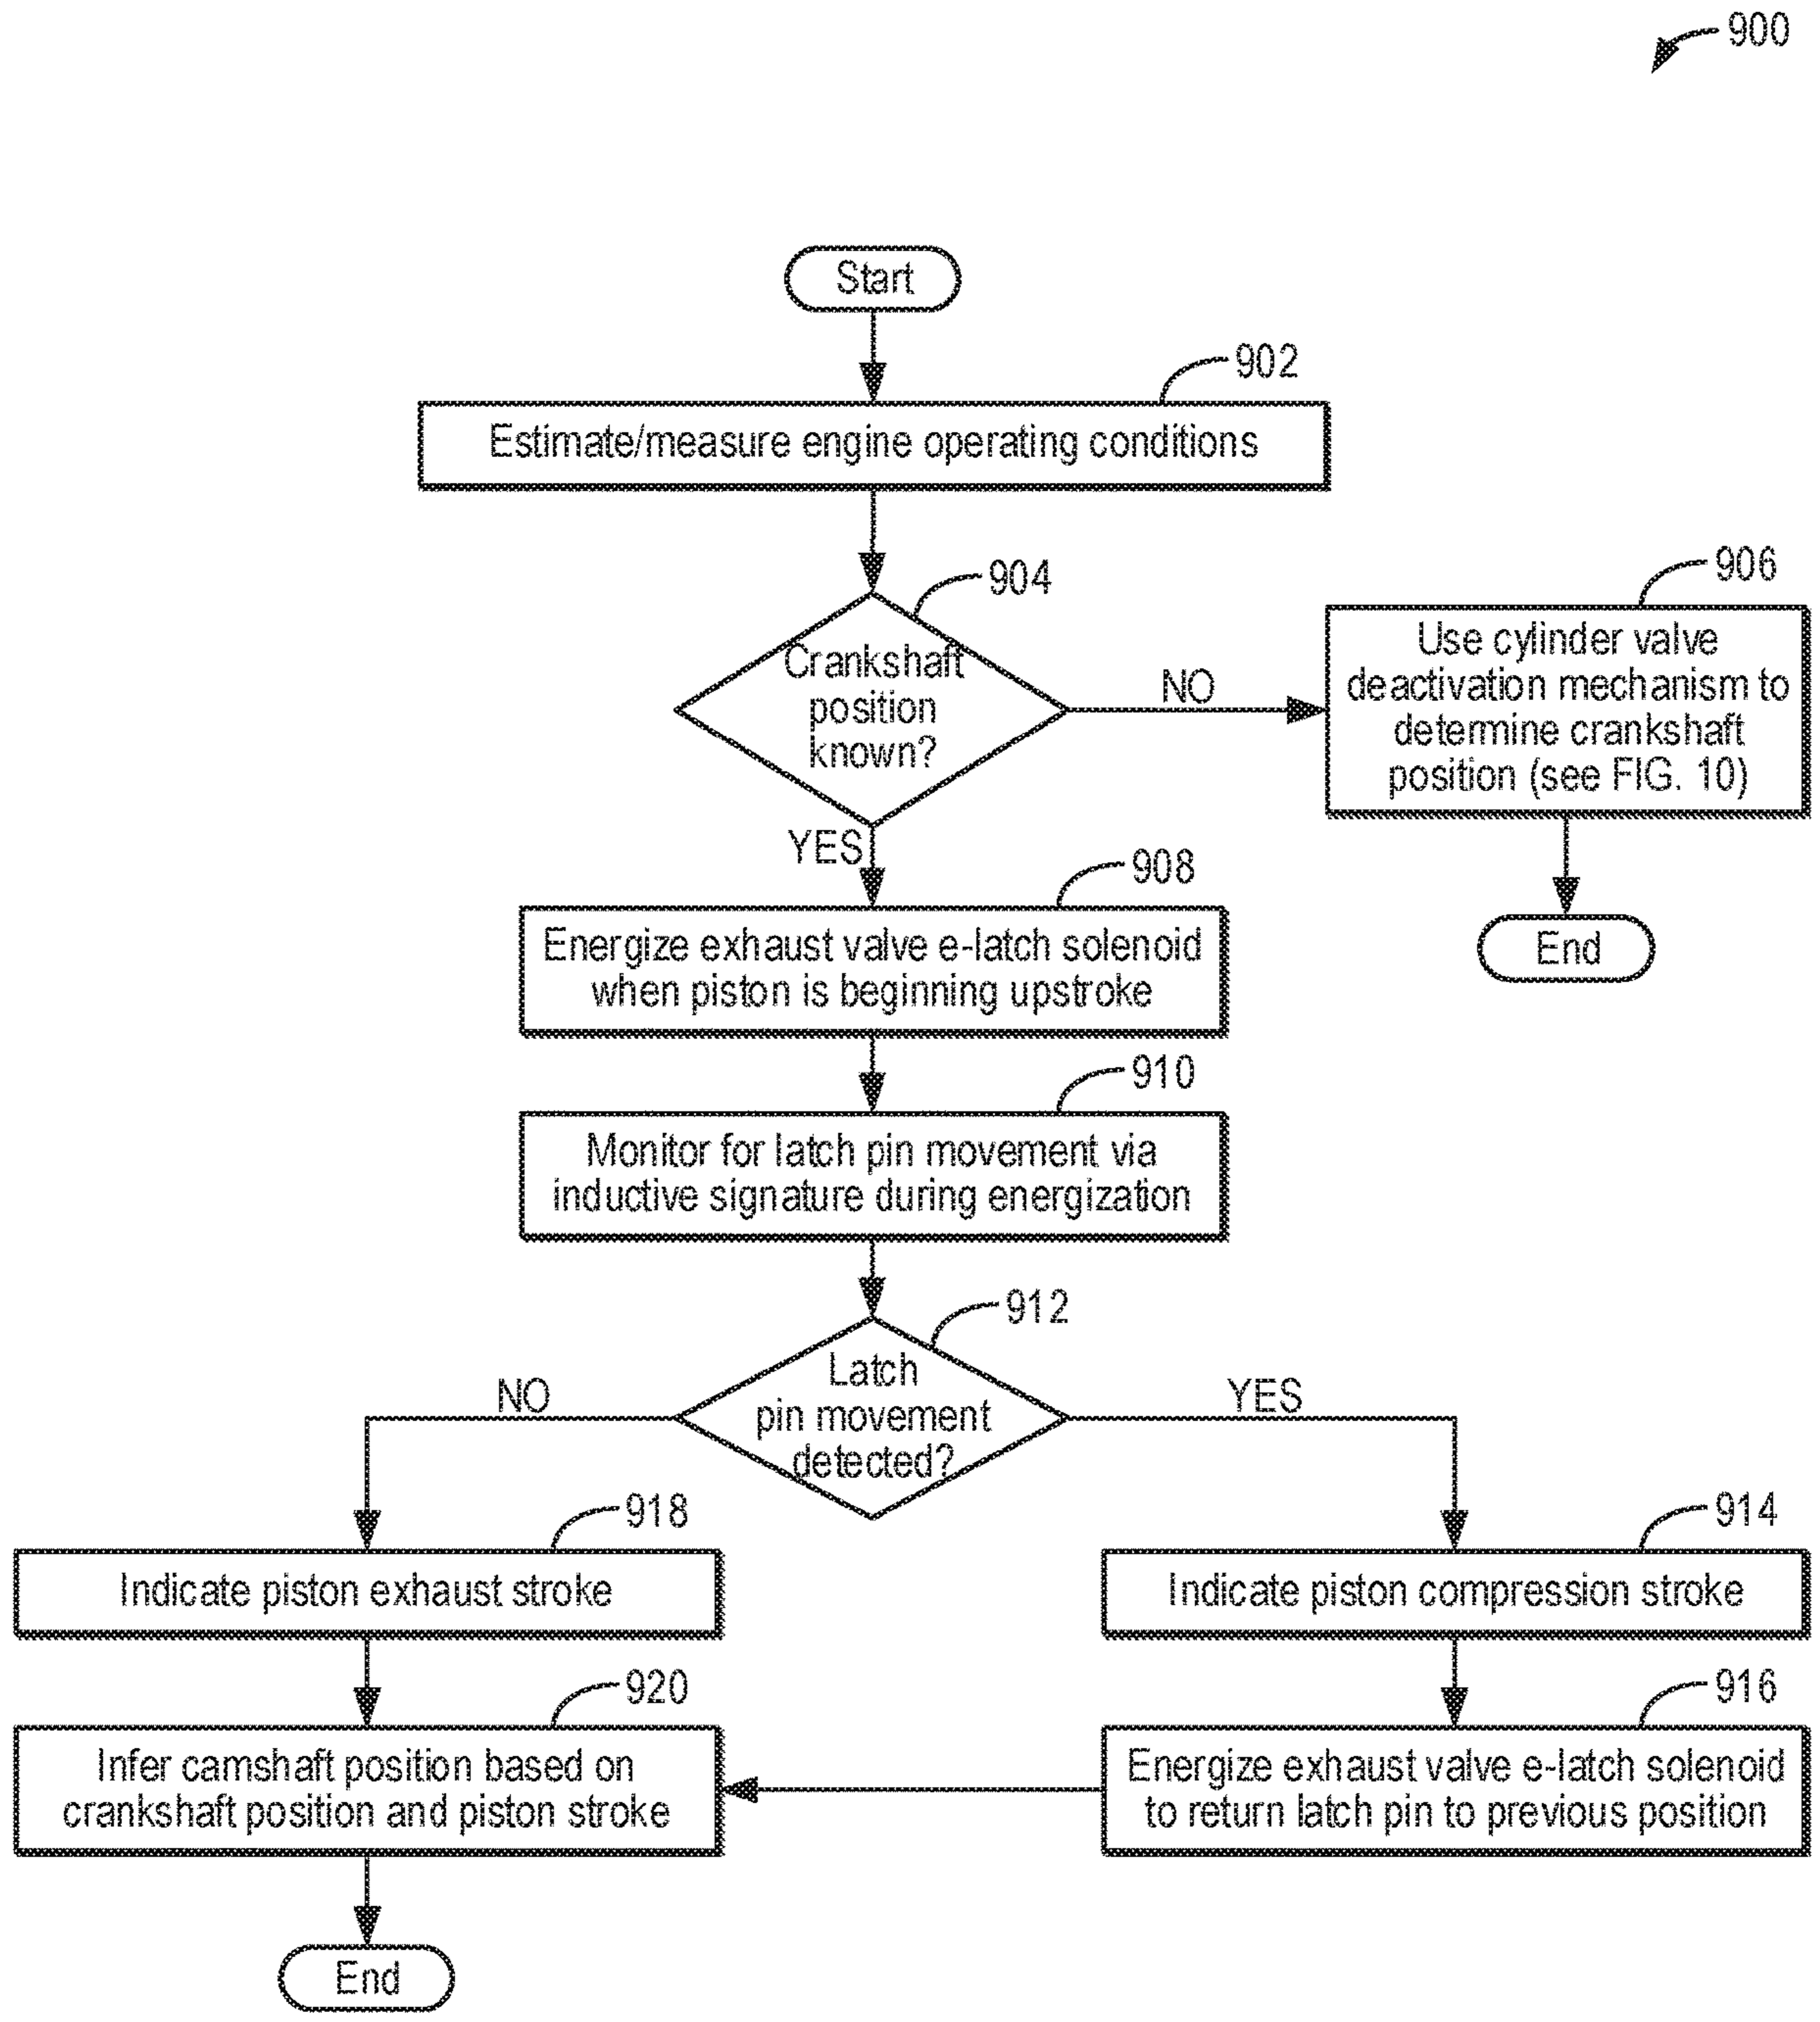 900
Start
902
Estimate/measure engine operating conditions
904
Crankshaft
position
known?
NO
906
Use cylinder valve
deactivation mechanism to
determine crankshaft
position (see FIG. 10)
End
YES
908
Energize exhaust valve e-latch solenoid
when piston is beginning upstroke
910
Monitor for latch pin movement via
inductive signature during energization
912
Latch
pin movement
detected?
NO
YES
918
Indicate piston exhaust stroke
914
Indicate piston compression stroke
920
Infer camshaft position based on
crankshaft position and piston stroke
916
Energize exhaust valve e-latch solenoid
to return latch pin to previous position
End